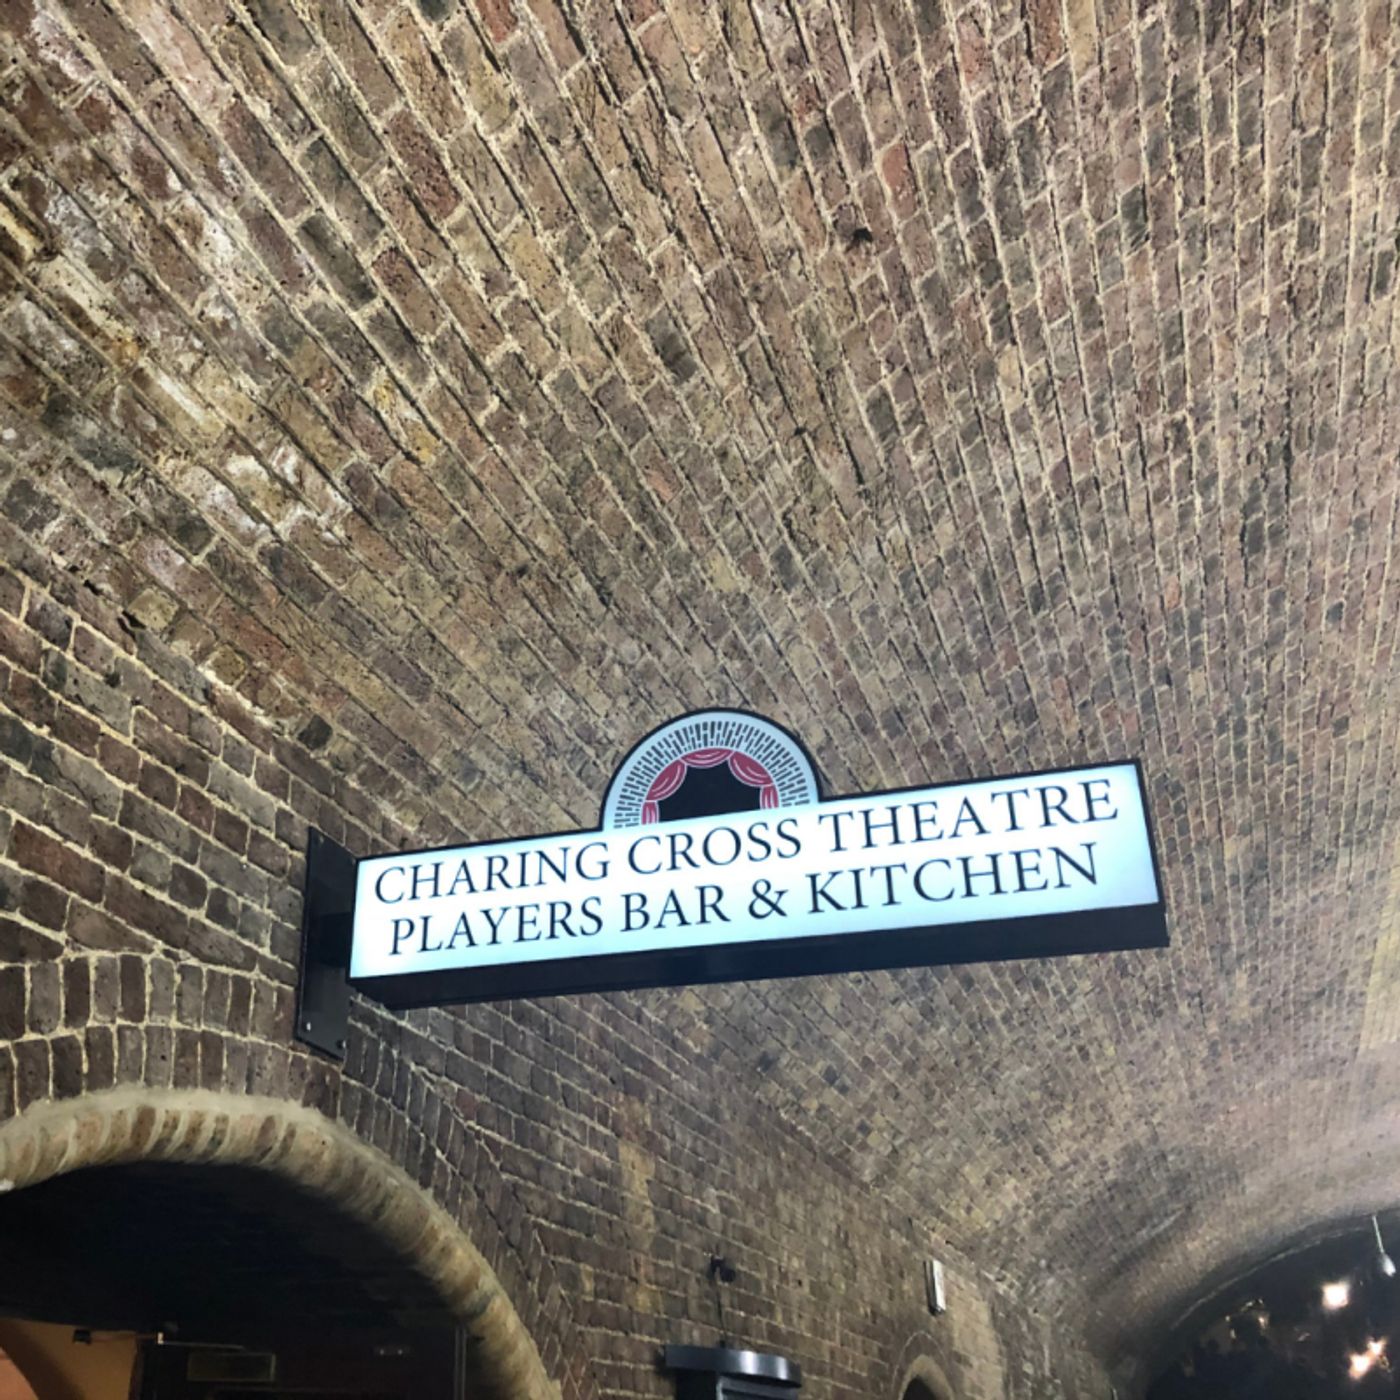 CHARING CROSS THEATRE
PLAYERS BAR & KITCHEN